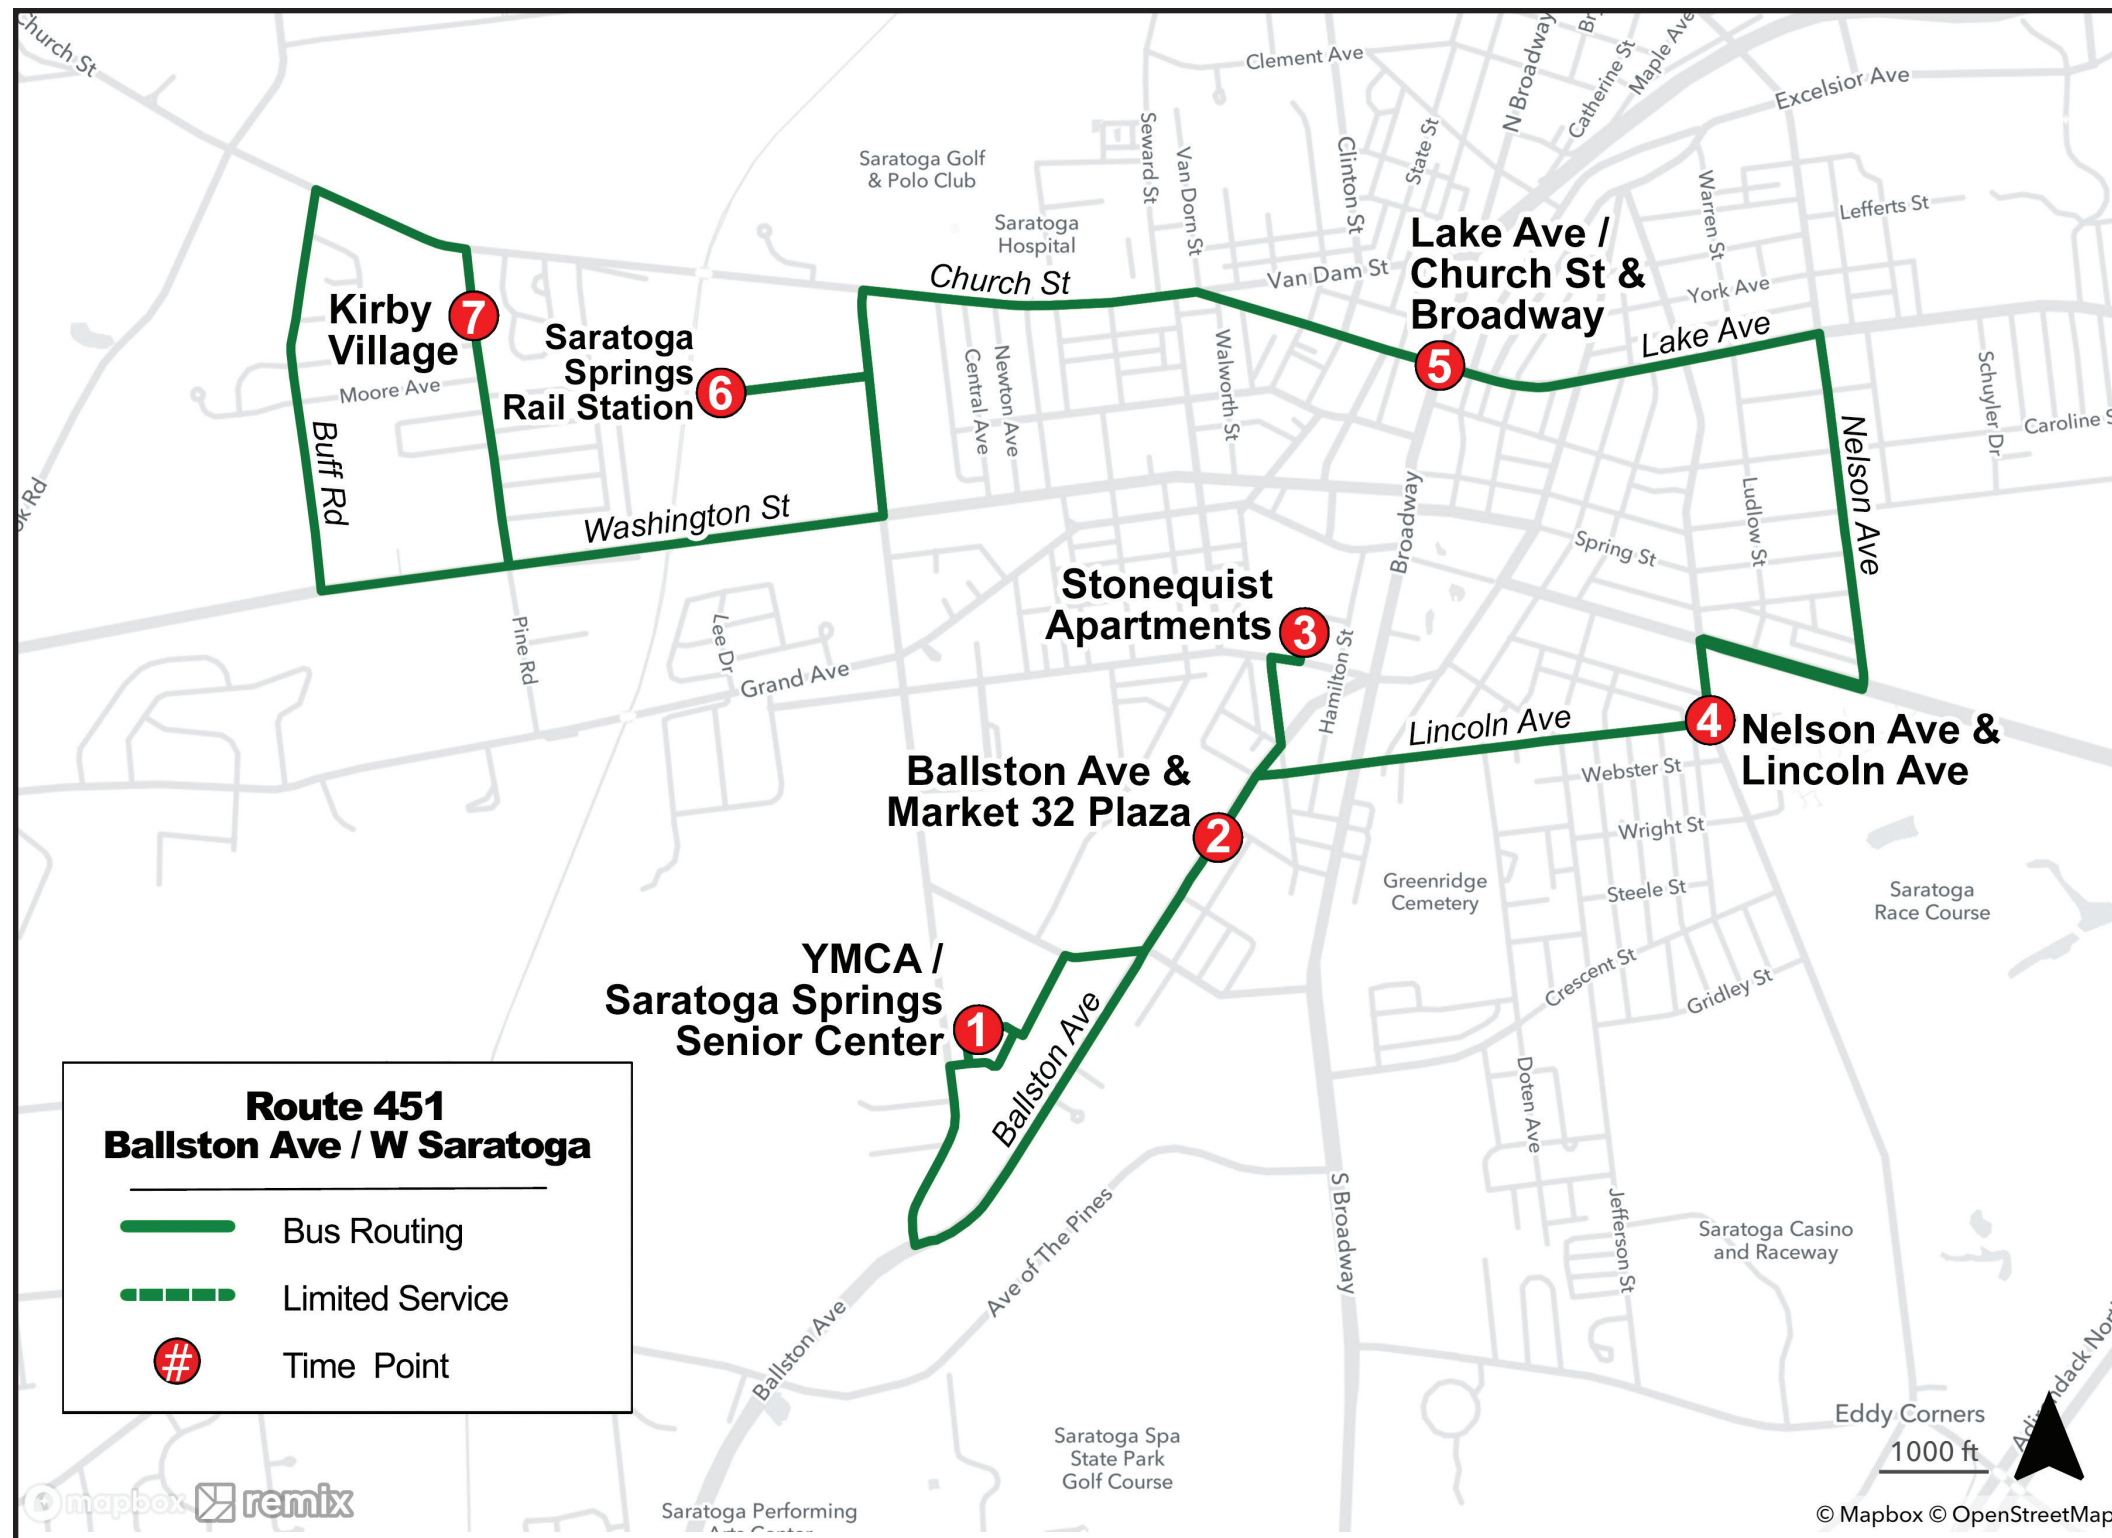 Church St
Clement Ave
N Broadway
Catherine St
Maple Ave
Excelsior Ave
Seward St
Van Dorn St
Clinton St
State St
Warren St
Lefferts St
Saratoga Golf
& Polo Club
Saratoga
Hospital
Church St
Van Dam St
Lake Ave /
Church St &
Broadway
York Ave
Lake Ave
5
Kirby
Village
7
Saratoga
Springs
Rail Station
6
Moore Ave
Buff Rd
Central Ave
Newton Ave
Walworth St
Broadway
Schuyler Dr
Caroline S
Nelson Ave
Ludlow St
Spring St
Washington St
Pine Rd
Lee Dr
Grand Ave
Stonequist
Apartments
3
Hamilton St
Lincoln Ave
4
Nelson Ave &
Lincoln Ave
Webster St
Wright St
Steele St
Ballston Ave &
Market 32 Plaza
2
Greenridge
Cemetery
Saratoga
Race Course
Crescent St
Gridley St
YMCA /
Saratoga Springs
Senior Center
1
Ballston Ave
Doten Ave
Jefferson St
S Broadway
Ave of The Pines
Saratoga Casino
and Raceway
Ballston Ave
Route 451
Ballston Ave / W Saratoga
Bus Routing
Limited Service
# Time Point
Saratoga Spa
State Park
Golf Course
Saratoga Performing
Arts Center
Eddy Corners
1000 ft
mapbox remix
© Mapbox © OpenStreetMap